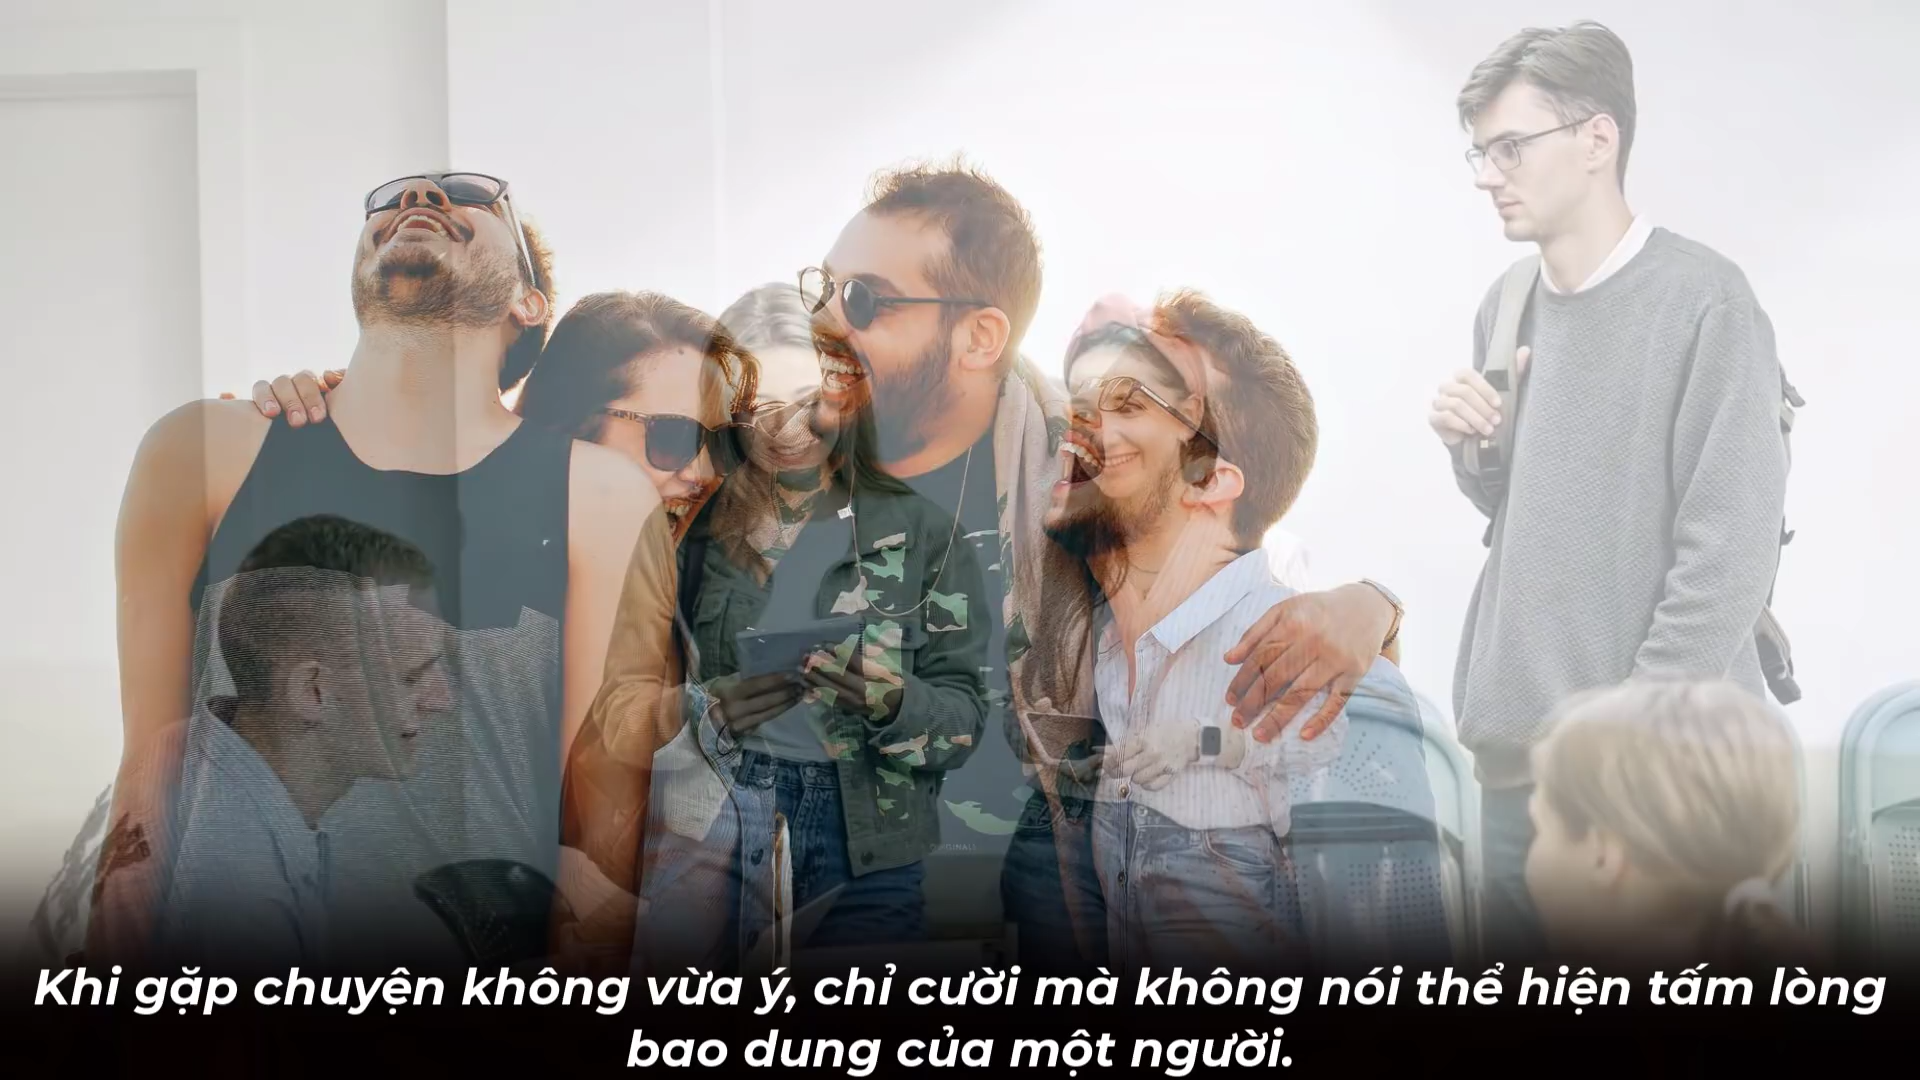 Khi gặp chuyện không vừa ý, chỉ cười mà không nói thể hiện tấm lòng
bao dung của một người.